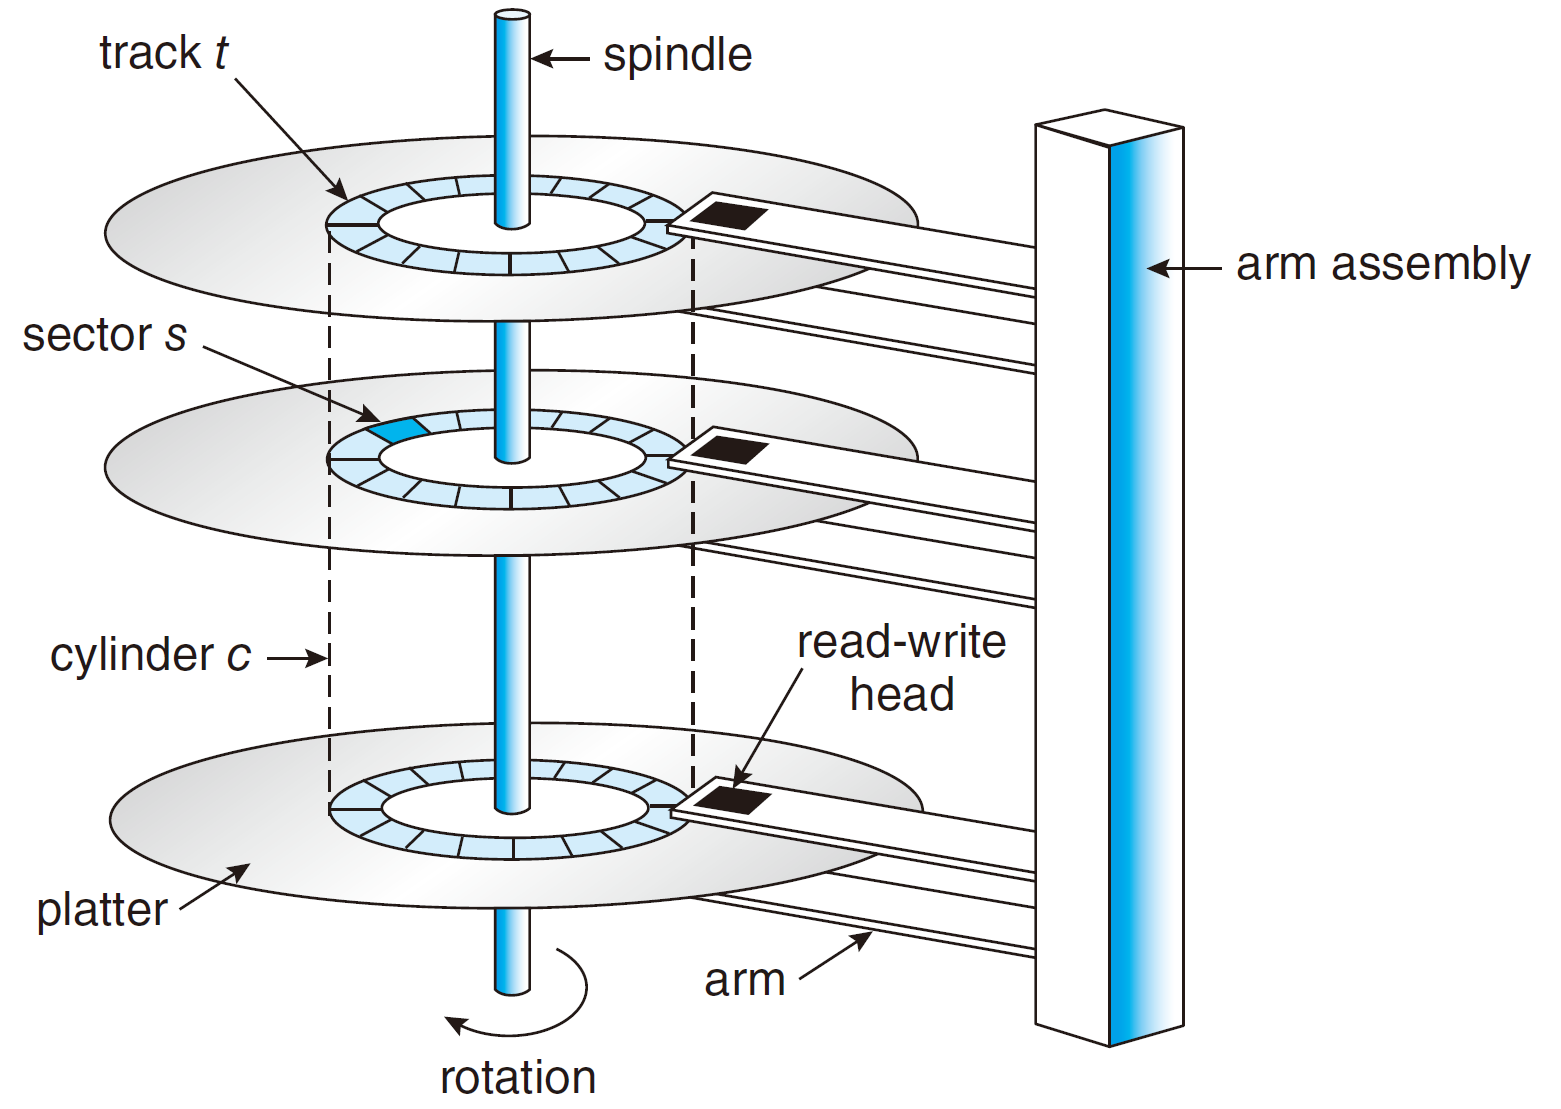 track t
spindle
arm assembly
sector s
cylinder c
read-write
head
platter
arm
rotation